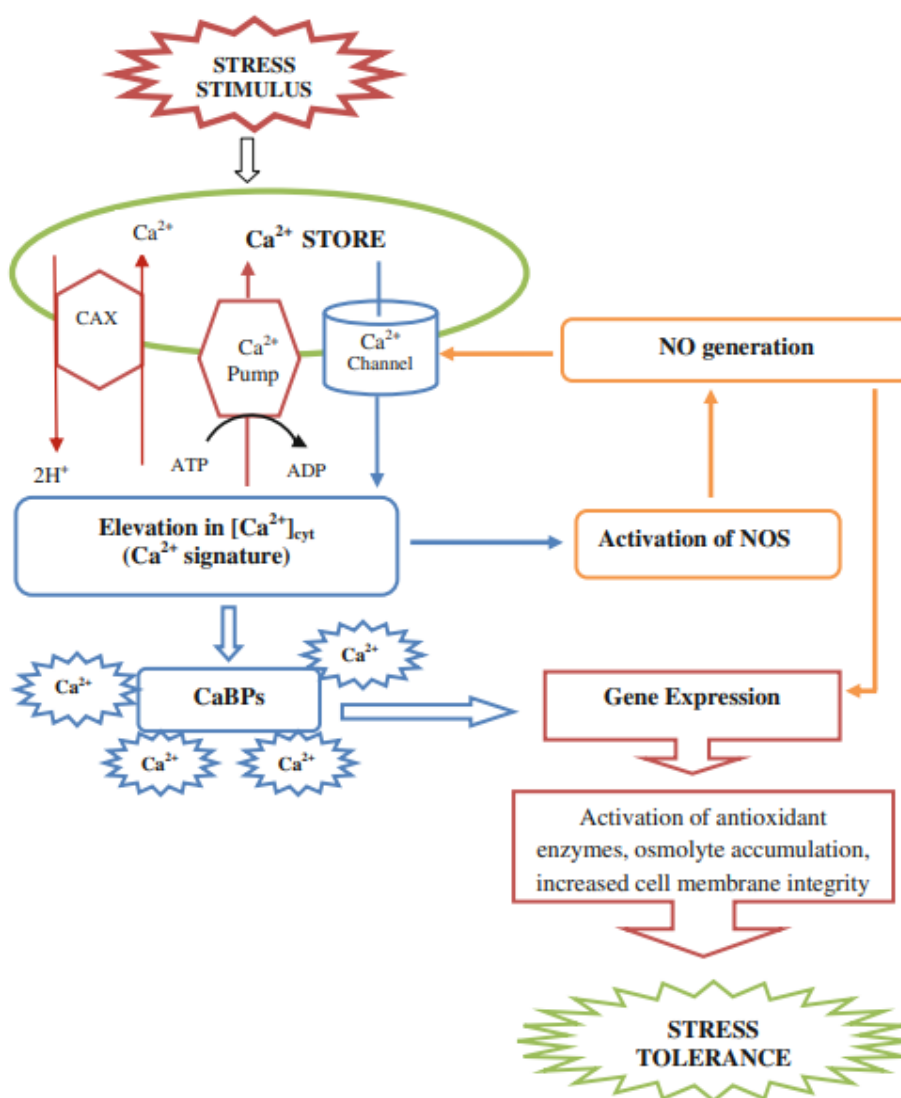 STRESS
STIMULUS
Ca²⁺
Ca²⁺ STORE
CAX
Ca²⁺
Pump
Ca²⁺
Channel
NO generation
ATP
ADP
2H⁺
Elevation in [Ca²⁺]cyt
(Ca²⁺ signature)
Activation of NOS
Ca²⁺
Ca²⁺
CaBPs
Ca²⁺
Ca²⁺
Gene Expression
Activation of antioxidant
enzymes, osmolyte accumulation,
increased cell membrane integrity
STRESS
TOLERANCE